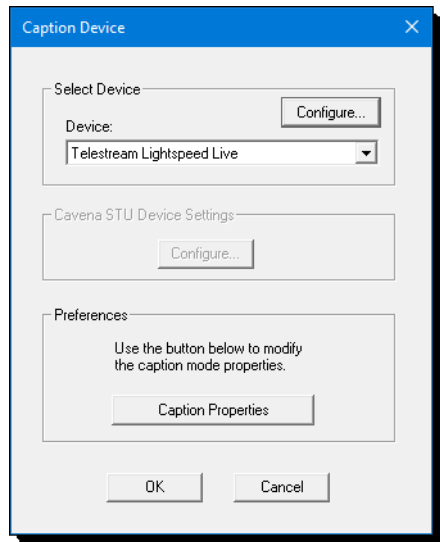 Caption Device
Select Device
Configure...
Device:
Telestream Lightspeed Live
Cavena STU Device Settings
Configure...
Preferences
Use the button below to modify
the caption mode properties.
Caption Properties
OK
Cancel